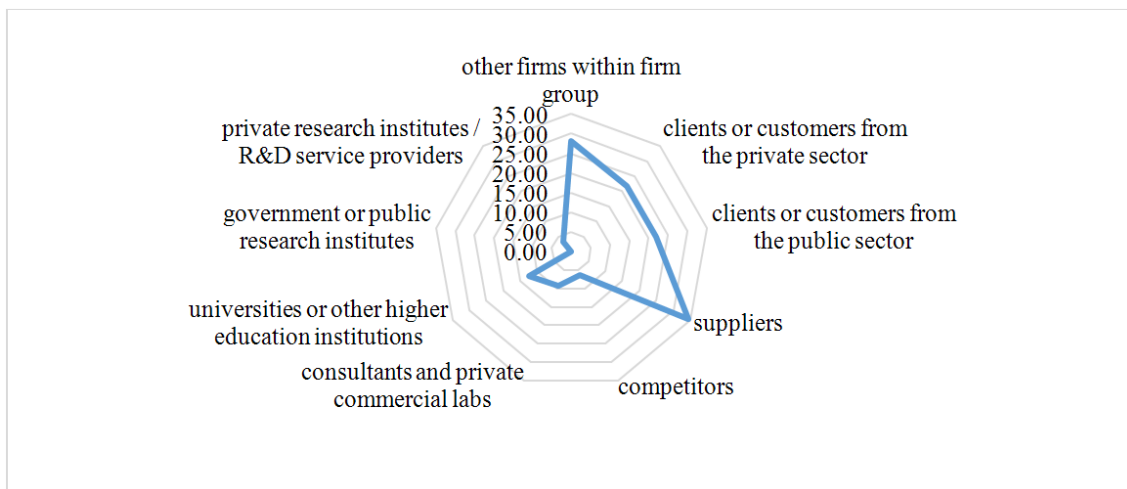 other firms within firm
group
clients or customers from
the private sector
clients or customers from
the public sector
suppliers
competitors
consultants and private
commercial labs
universities or other higher
education institutions
government or public
research institutes
private research institutes /
R&D service providers
35.00
30.00
25.00
20.00
15.00
10.00
5.00
0.00